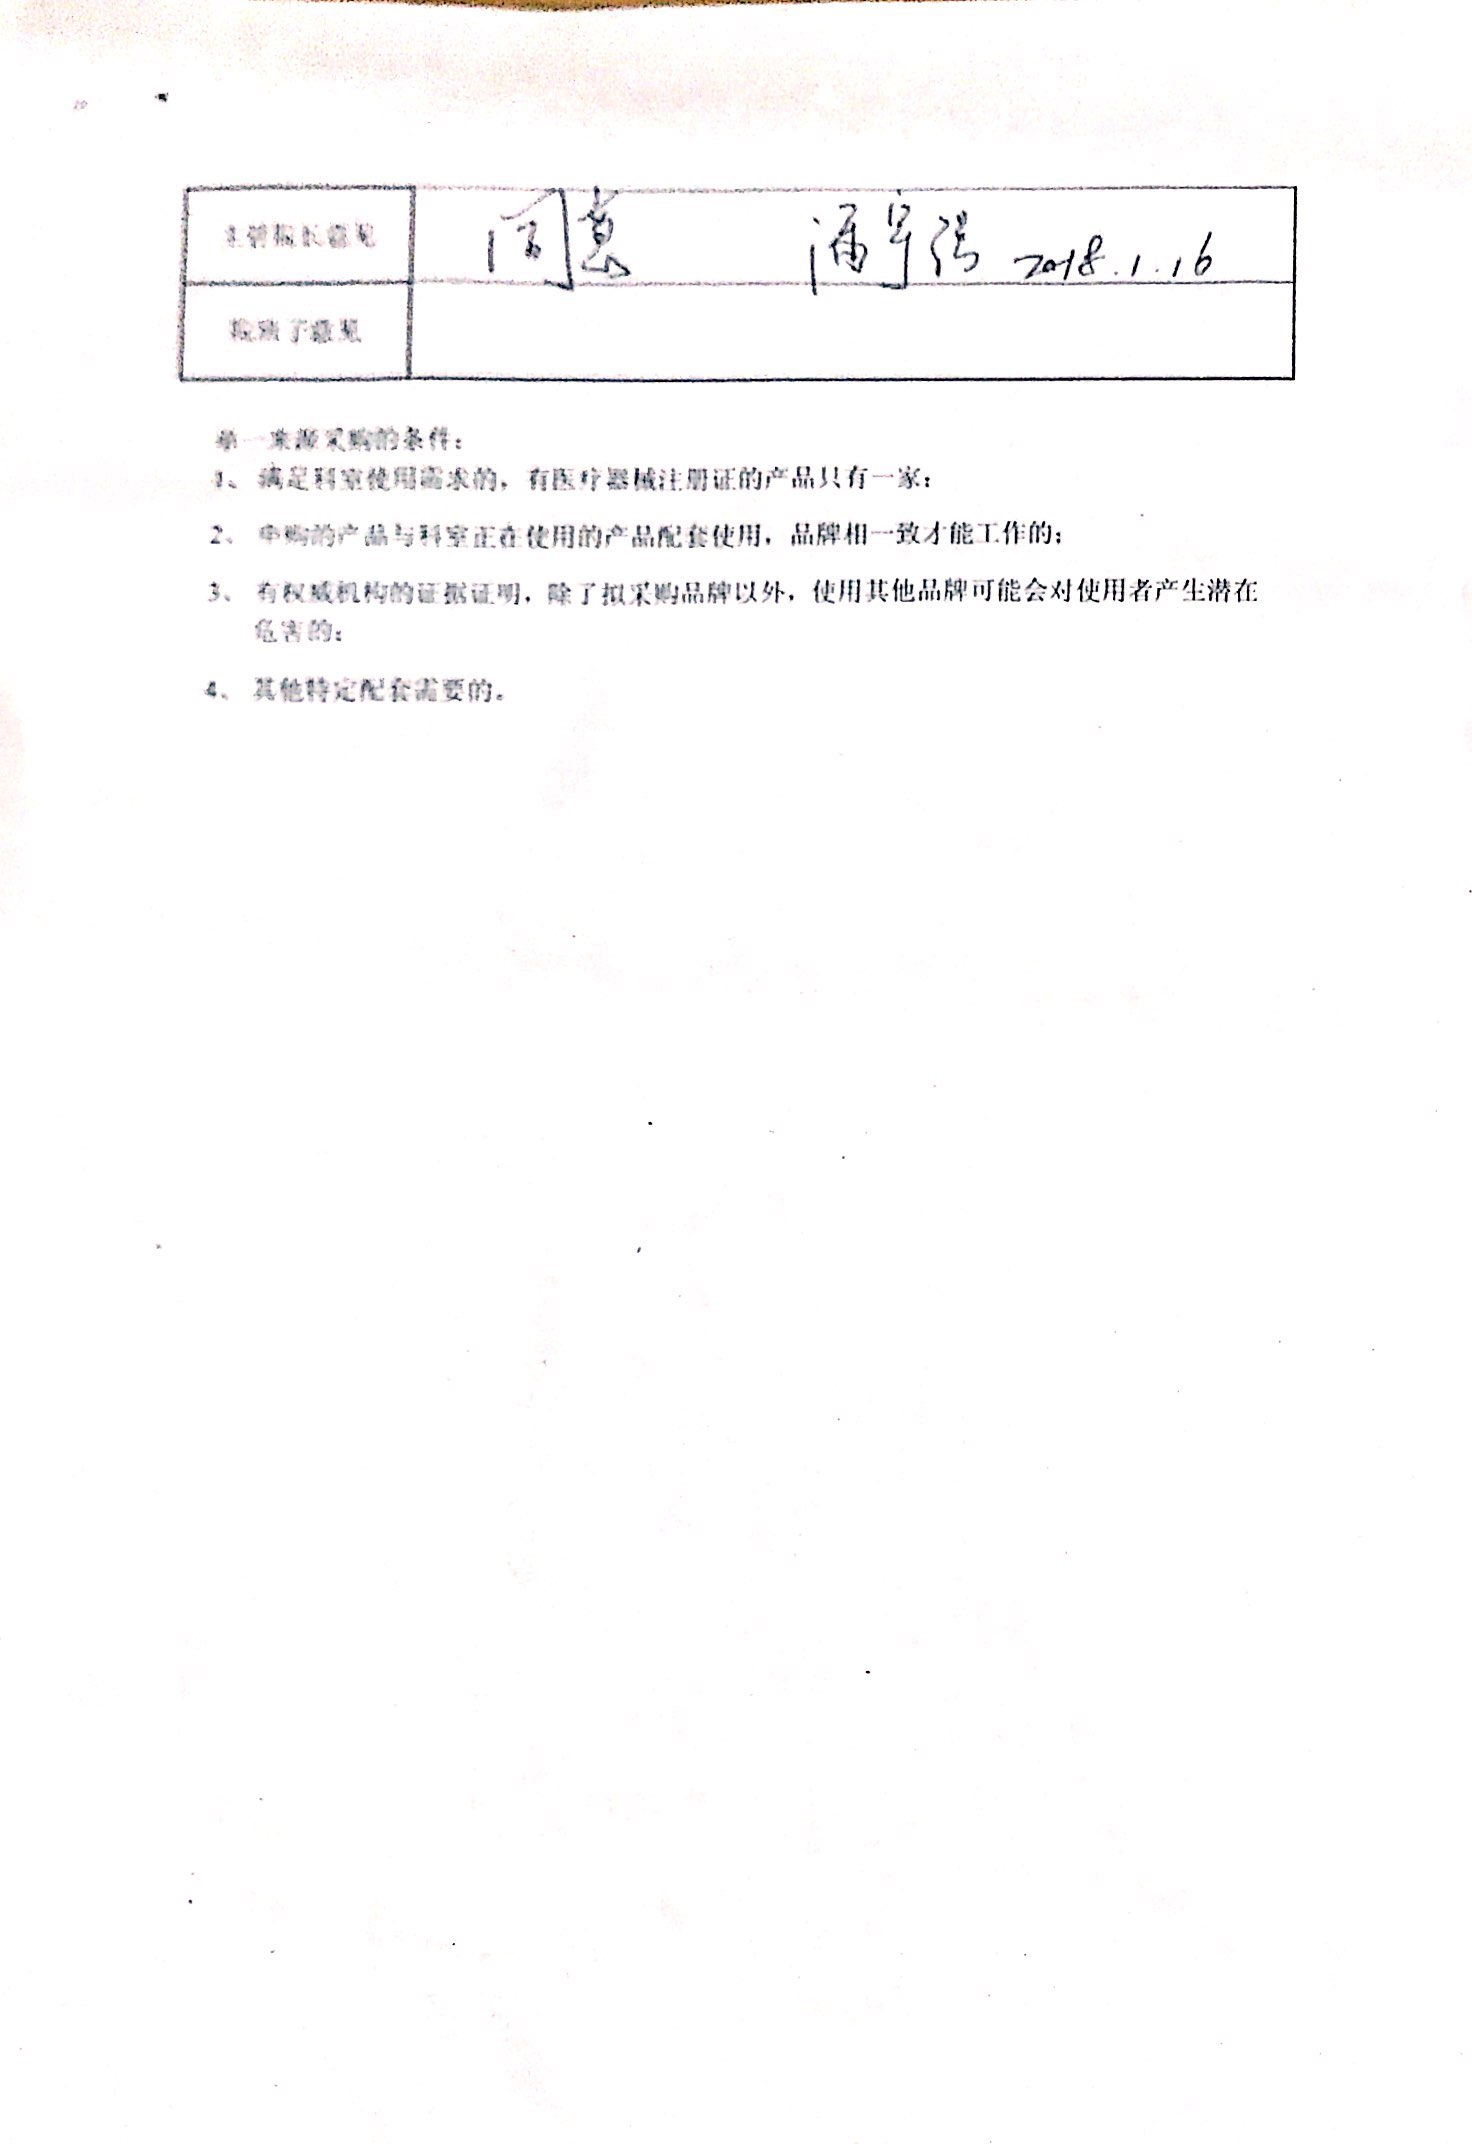 主管院长意见 同意 潘军强 2018.1.16
院班子意见
单一来源采购的条件：
1、满足科室使用需求的，有医疗器械注册证的产品只有一家；
2、申购的产品与科室正在使用的产品配套使用，品牌相一致才能工作的；
3、有权威机构的证据证明，除了拟采购品牌以外，使用其他品牌可能会对使用者产生潜在
危害的；
4、其他特定配套需要的。